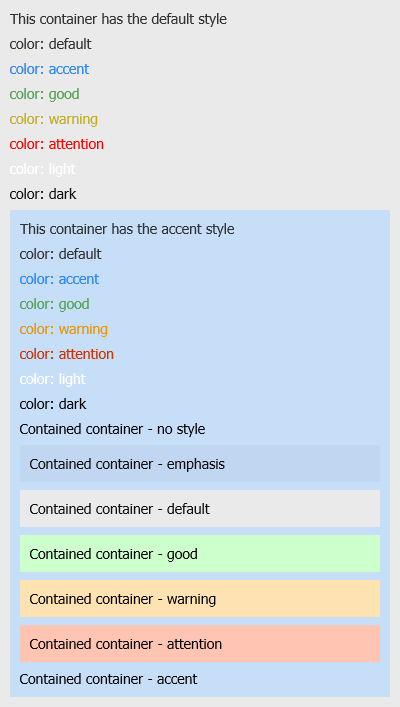 This container has the default style
color: default
color: accent
color: good
color: warning
color: attention
color: light
color: dark
This container has the accent style
color: default
color: accent
color: good
color: warning
color: attention
color: light
color: dark
Contained container - no style
Contained container - emphasis
Contained container - default
Contained container - good
Contained container - warning
Contained container - attention
Contained container - accent